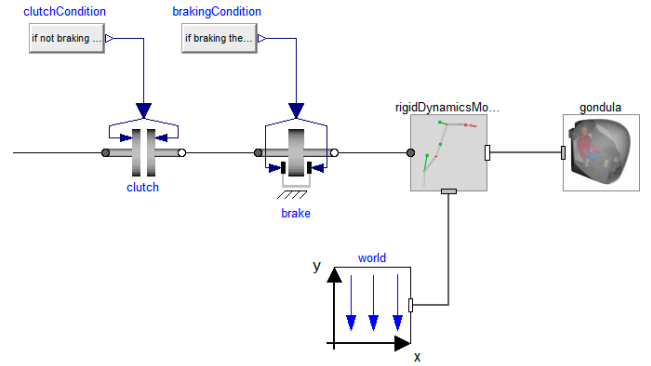 clutchCondition
brakingCondition
if not braking ...
if braking the...
rigidDynamicsMo...
gondula
clutch
brake
world
y
x